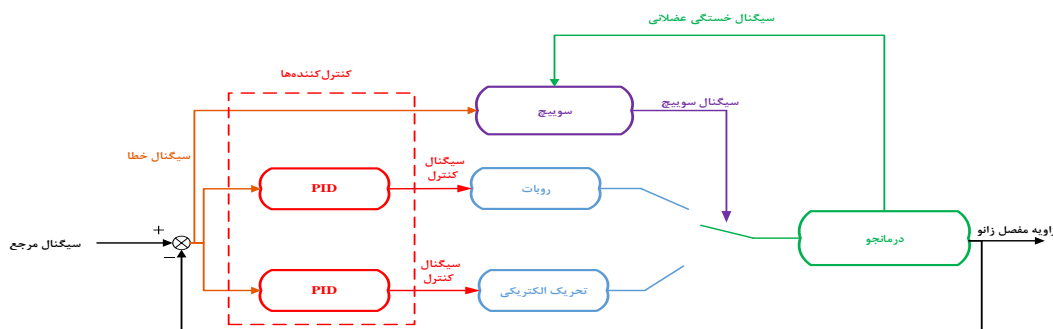 سیگنال خستگی عضلانی
کنترل‌کننده‌ها
سیگنال سوییچ
سوییچ
سیگنال خطا
سیگنال
کنترل
PID
روبات
سیگنال مرجع
+
−
درمانجو
زاویه مفصل زانو
سیگنال
کنترل
PID
تحریک الکتریکی